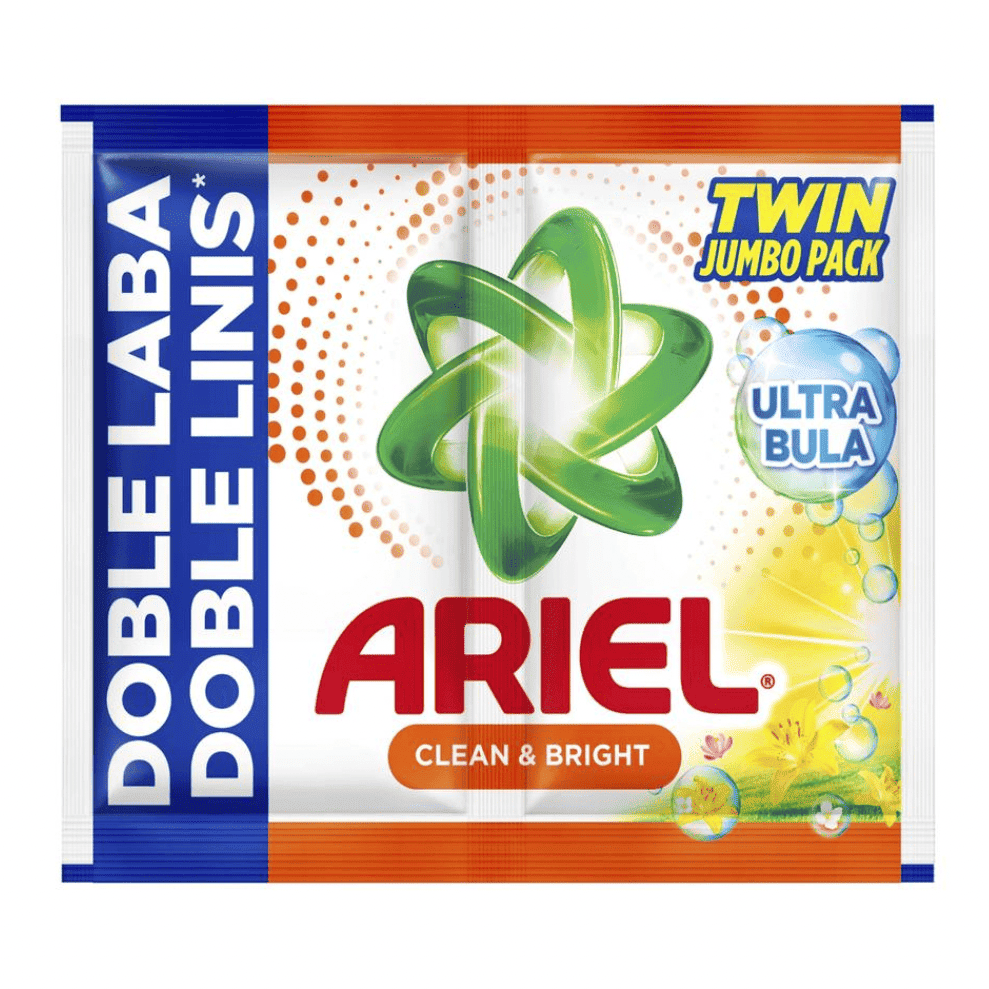 DOBLE LABA
DOBLE LINIS*
TWIN
JUMBO PACK
ULTRA
BULA
ARIEL®
CLEAN & BRIGHT